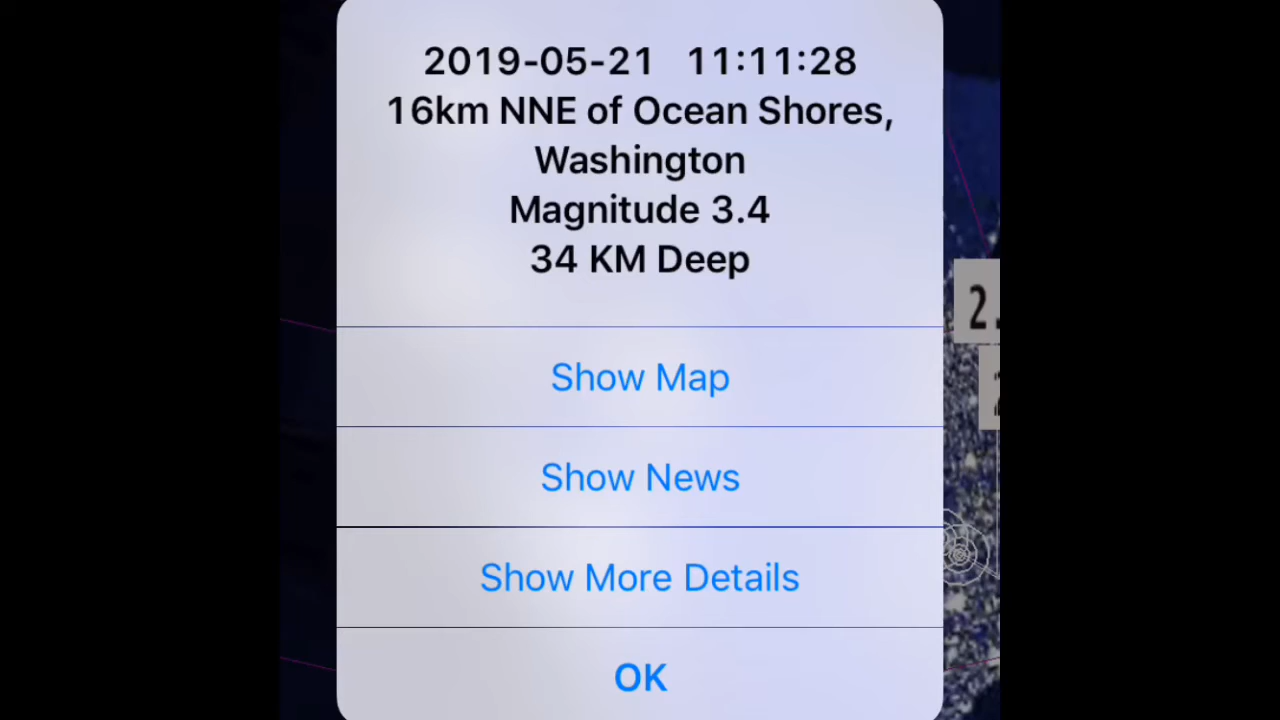 2019-05-21 11:11:28
16km NNE of Ocean Shores,
Washington
Magnitude 3.4
34 KM Deep
2.
Show Map
Show News
Show More Details
OK